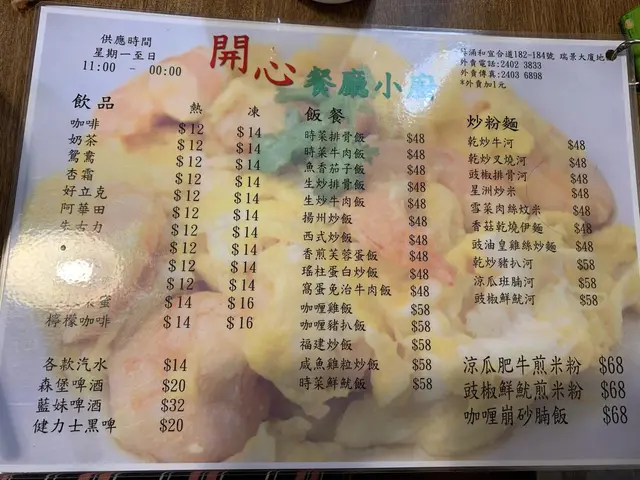 供應時間
星期一至日
11:00 - 00:00
開心餐廳小
涌和宜合道182-184號 瑞景大廈地
外賣電話:2402 3833
外賣傳真:2403 6898
*外賣加1元
飲品 熱 凍
咖啡 $12 $14
奶茶 $12 $14
鴛鴦 $12 $14
杏霜 $12 $14
好立克 $12 $14
阿華田 $12 $14
朱古力 $12 $14
$12 $14
$12 $14
$14 $16
檸檬咖啡 $14 $16
各款汽水 $14
森堡啤酒 $20
藍妹啤酒 $32
健力士黑啤 $20
飯餐
時菜排骨飯 $48
時菜牛肉飯 $48
魚香茄子飯 $48
生炒排骨飯 $48
生炒牛肉飯 $48
揚州炒飯 $48
西式炒飯 $48
香煎芙蓉蛋飯 $48
瑤柱蛋白炒飯 $48
窩蛋免治牛肉飯 $48
咖喱雞飯 $58
咖喱豬扒飯 $58
福建炒飯 $58
咸魚雞粒炒飯 $58
時菜鮮魷飯 $58
炒粉麵
乾炒牛河 $48
乾炒叉燒河 $48
豉椒排骨河 $48
星洲炒米 $48
雪菜肉絲炆米 $48
香菇乾燒伊麵 $48
豉油皇雞絲炒麵 $48
乾炒豬扒河 $58
涼瓜班腩河 $58
豉椒鮮魷河 $58
涼瓜肥牛煎米粉 $68
豉椒鮮魷煎米粉 $68
咖喱崩砂腩飯 $68